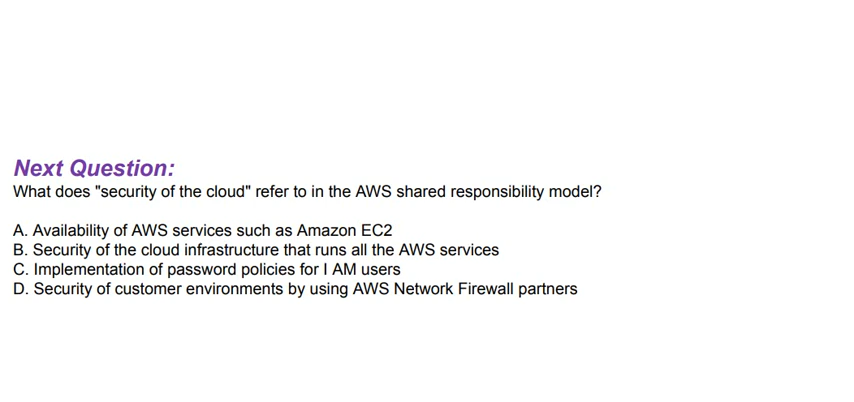 Next Question:
What does "security of the cloud" refer to in the AWS shared responsibility model?
A. Availability of AWS services such as Amazon EC2
B. Security of the cloud infrastructure that runs all the AWS services
C. Implementation of password policies for I AM users
D. Security of customer environments by using AWS Network Firewall partners